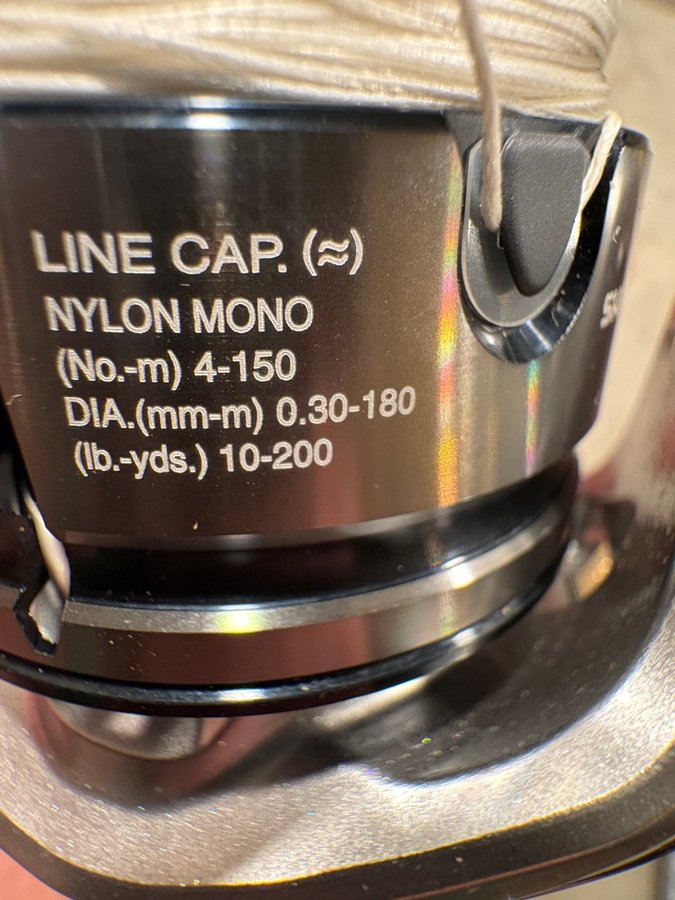 LINE CAP. (≈)
NYLON MONO
(No.-m) 4-150
DIA.(mm-m) 0.30-180
(lb.-yds.) 10-200